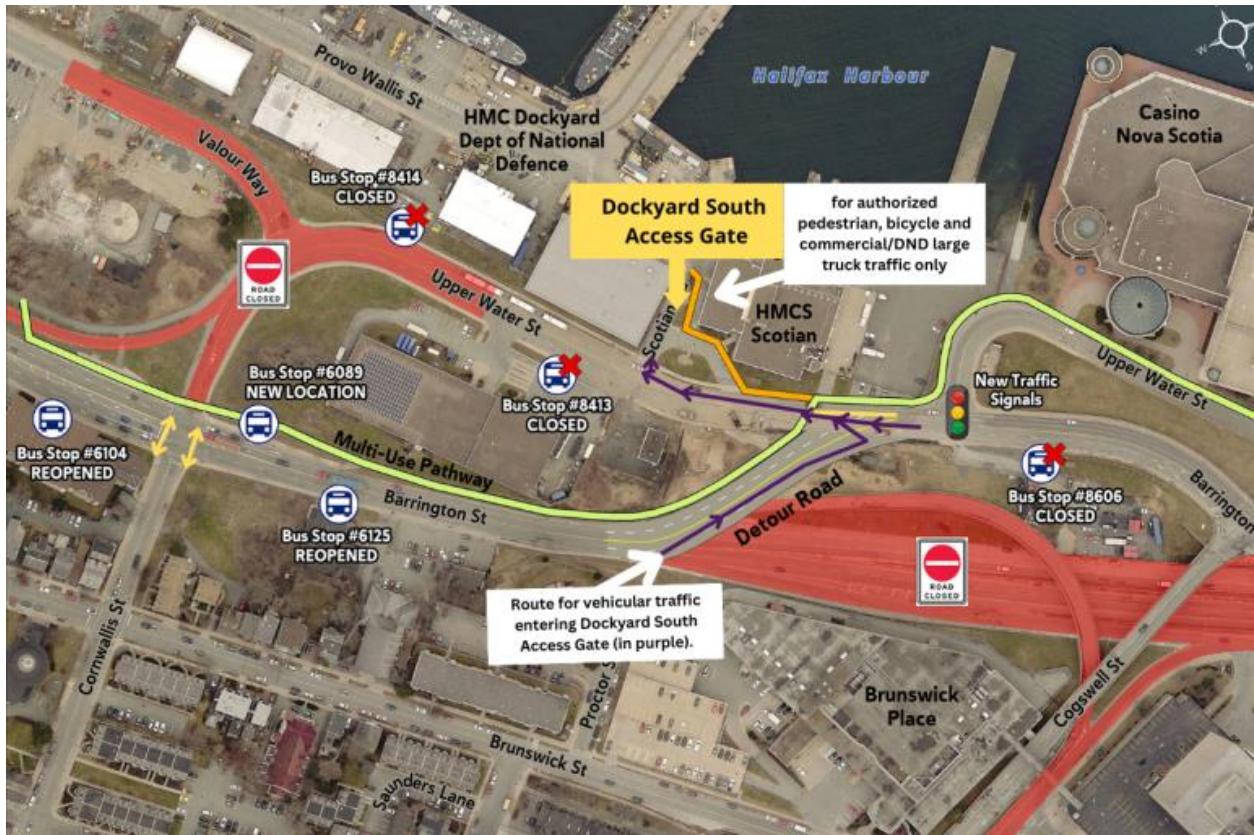 Provo Wallis St
Halifax Harbour
HMC Dockyard
Dept of National
Defence
Casino
Nova Scotia
Valour Way
Bus Stop #8414
CLOSED
Dockyard South
Access Gate
for authorized
pedestrian, bicycle and
commercial/DND large
truck traffic only
ROAD
CLOSED
Upper Water St
Scotian
HMCS
Scotian
Upper Water St
Bus Stop #6089
NEW LOCATION
Bus Stop #8413
CLOSED
New Traffic
Signals
Bus Stop #6104
REOPENED
Multi-Use Pathway
Barrington St
Bus Stop #6125
REOPENED
Detour Road
Bus Stop #8606
CLOSED
Barrington
ROAD
CLOSED
Route for vehicular traffic
entering Dockyard South
Access Gate (in purple).
Cornwallis St
Proctor S
Brunswick St
Saunders Lane
Brunswick
Place
Cogswell St
W
S